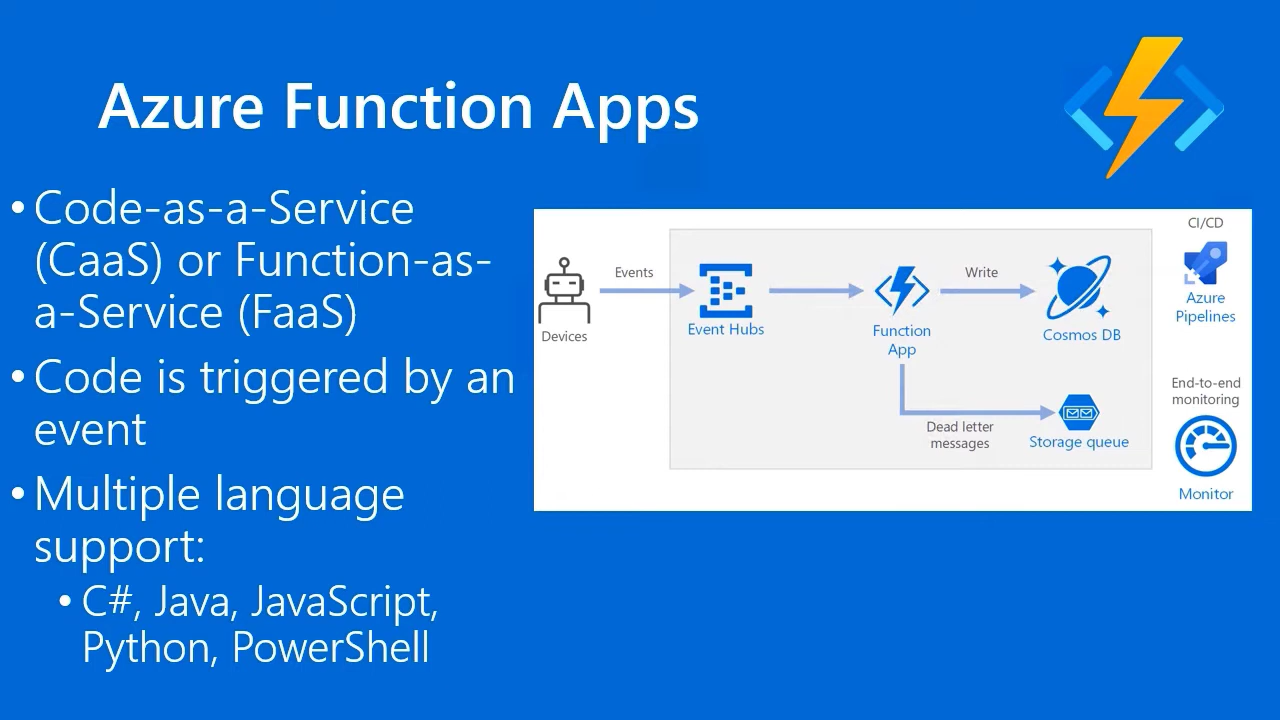 Azure Function Apps
• Code-as-a-Service
(CaaS) or Function-as-
a-Service (FaaS)
• Code is triggered by an
event
• Multiple language
support:
• C#, Java, JavaScript,
Python, PowerShell
Devices
Events
Event Hubs
Function
App
Write
Cosmos DB
Dead letter
messages
Storage queue
CI/CD
Azure
Pipelines
End-to-end
monitoring
Monitor